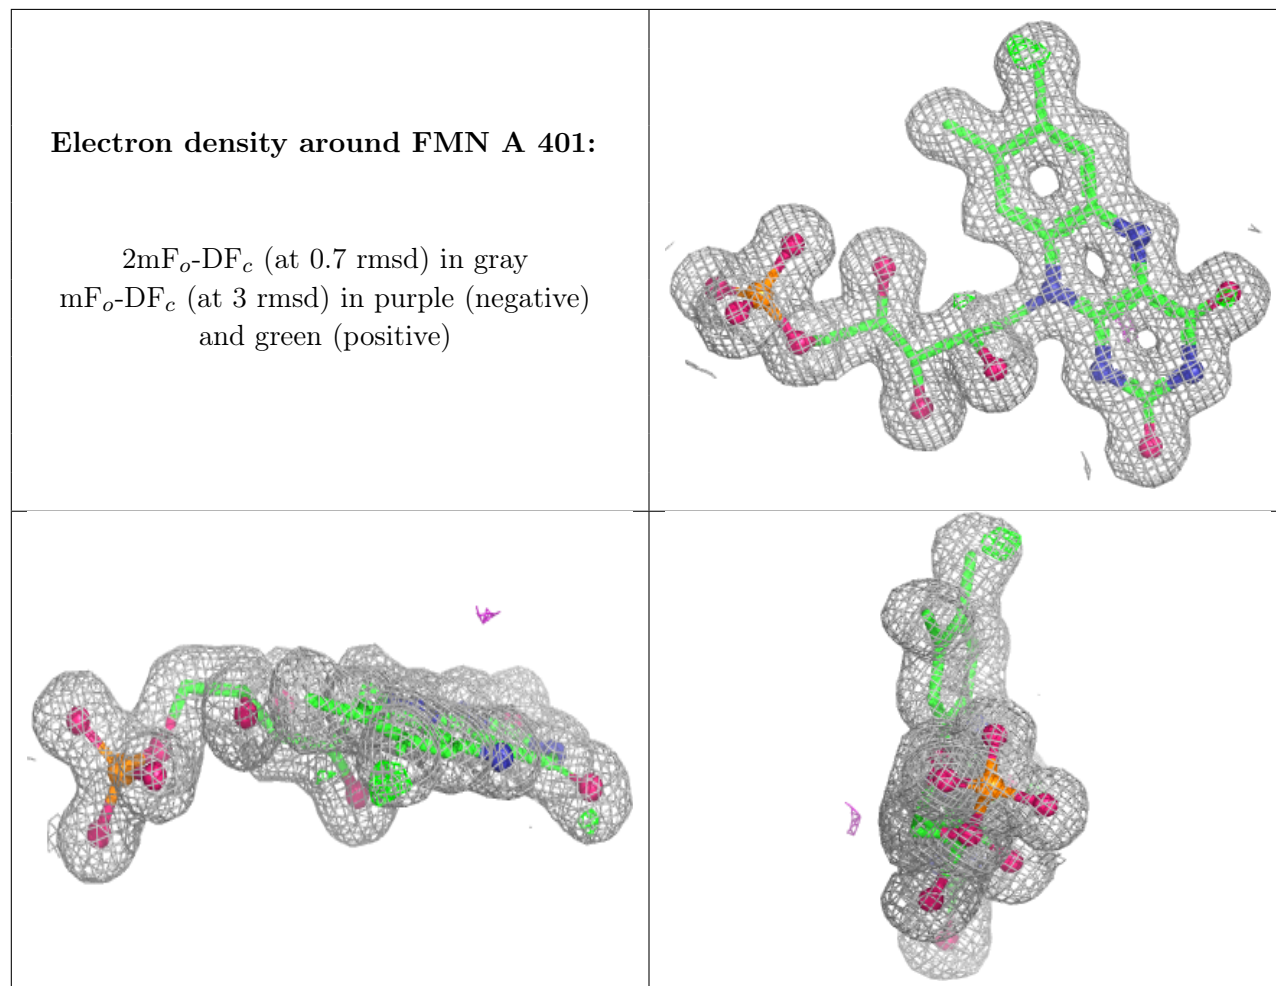 Electron density around FMN A 401:
2mFo-DFc (at 0.7 rmsd) in gray
mFo-DFc (at 3 rmsd) in purple (negative)
and green (positive)